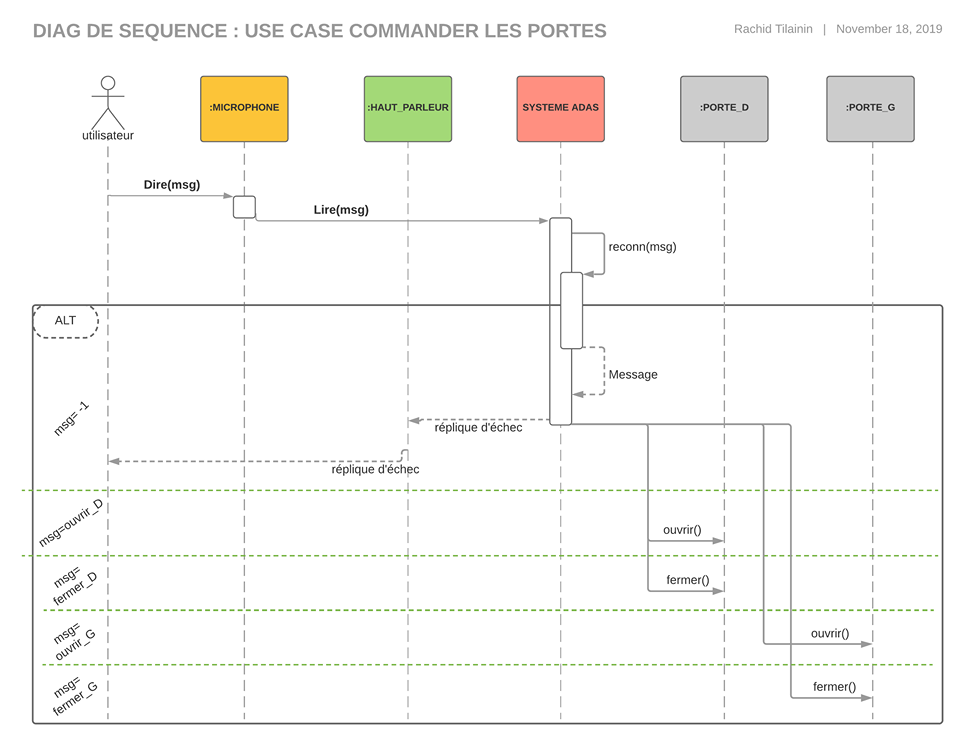 DIAG DE SEQUENCE : USE CASE COMMANDER LES PORTES
Rachid Tilainin | November 18, 2019
utilisateur
:MICROPHONE
:HAUT_PARLEUR
SYSTEME ADAS
:PORTE_D
:PORTE_G
Dire(msg)
Lire(msg)
reconn(msg)
ALT
Message
msg= -1
réplique d'échec
réplique d'échec
msg=ouvrir_D
ouvrir()
msg=
fermer_D
fermer()
msg=
ouvrir_G
ouvrir()
msg=
fermer_G
fermer()